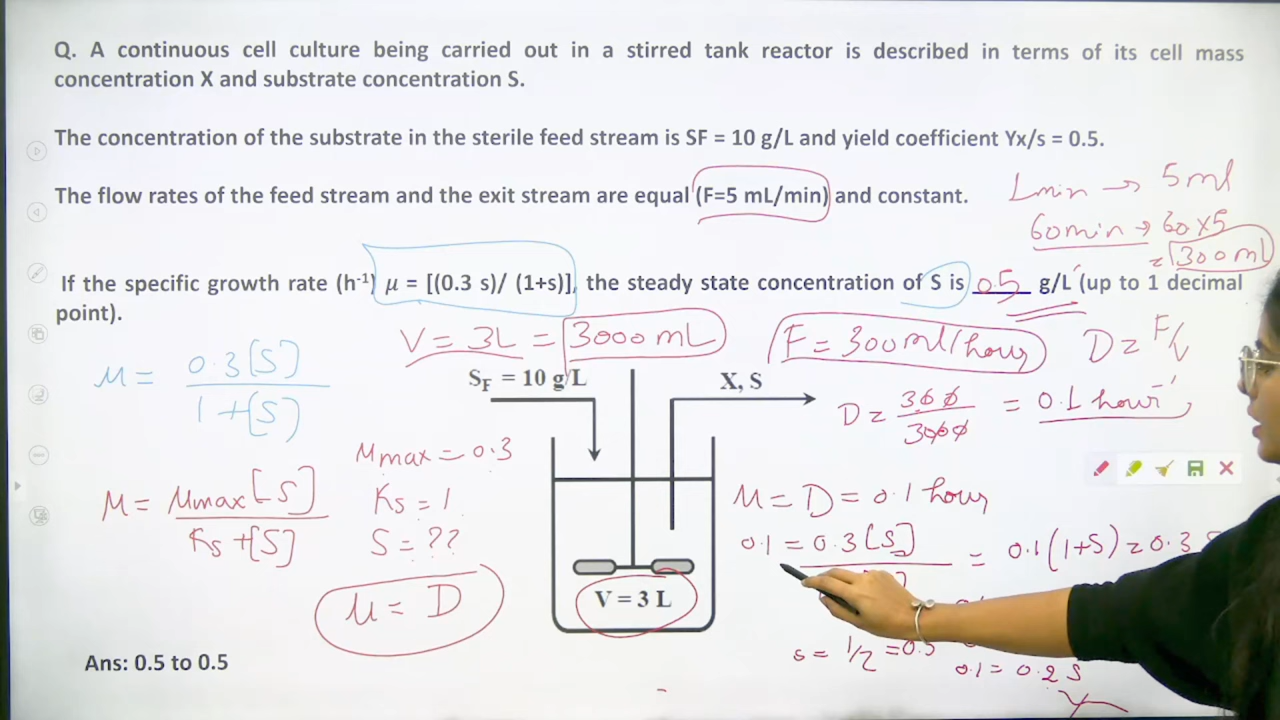 Q. A continuous cell culture being carried out in a stirred tank reactor is described in terms of its cell mass
concentration X and substrate concentration S.
The concentration of the substrate in the sterile feed stream is SF = 10 g/L and yield coefficient Yx/s = 0.5.
The flow rates of the feed stream and the exit stream are equal (F=5 mL/min) and constant.
1min → 5ml
60min → 60×5
= 300ml
If the specific growth rate (h-1) μ = [(0.3 s)/ (1+s)], the steady state concentration of S is 0.5 g/L (up to 1 decimal
point).
V = 3L = 3000mL
F = 300ml/hour
D = F/V
μ = 0.3[S]
1+[S]
SF = 10 g/L
X, S
D = 300
3000
= 0.1 hour-1
μmax = 0.3
Ks = 1
S = ??
μ = μmax[S]
Ks+[S]
μ = D = 0.1 hour
0.1 = 0.3[S]
= 0.1(1+S) = 0.3
μ = D
V = 3 L
s = 1/2 = 0.5
0.1 = 0.2S
Ans: 0.5 to 0.5